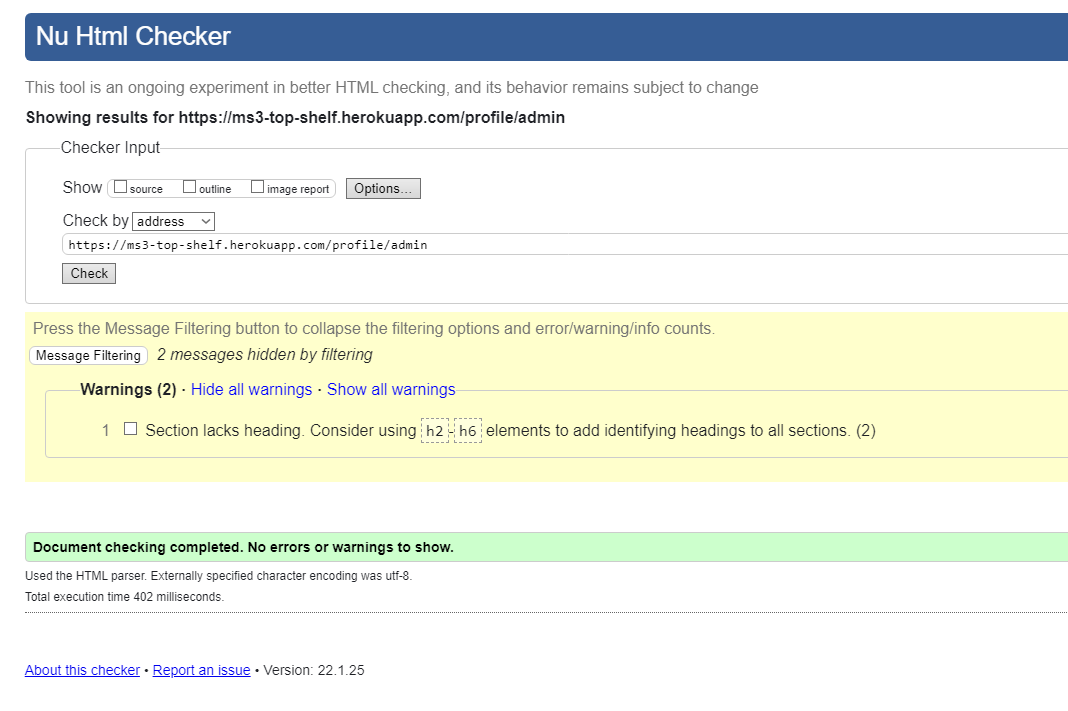 Nu Html Checker
This tool is an ongoing experiment in better HTML checking, and its behavior remains subject to change
Showing results for https://ms3-top-shelf.herokuapp.com/profile/admin
Checker Input
Show source outline image report Options...
Check by address
https://ms3-top-shelf.herokuapp.com/profile/admin
Check
Press the Message Filtering button to collapse the filtering options and error/warning/info counts.
Message Filtering 2 messages hidden by filtering
Warnings (2) · Hide all warnings · Show all warnings
1 Section lacks heading. Consider using h2-h6 elements to add identifying headings to all sections. (2)
Document checking completed. No errors or warnings to show.
Used the HTML parser. Externally specified character encoding was utf-8.
Total execution time 402 milliseconds.
About this checker • Report an issue • Version: 22.1.25